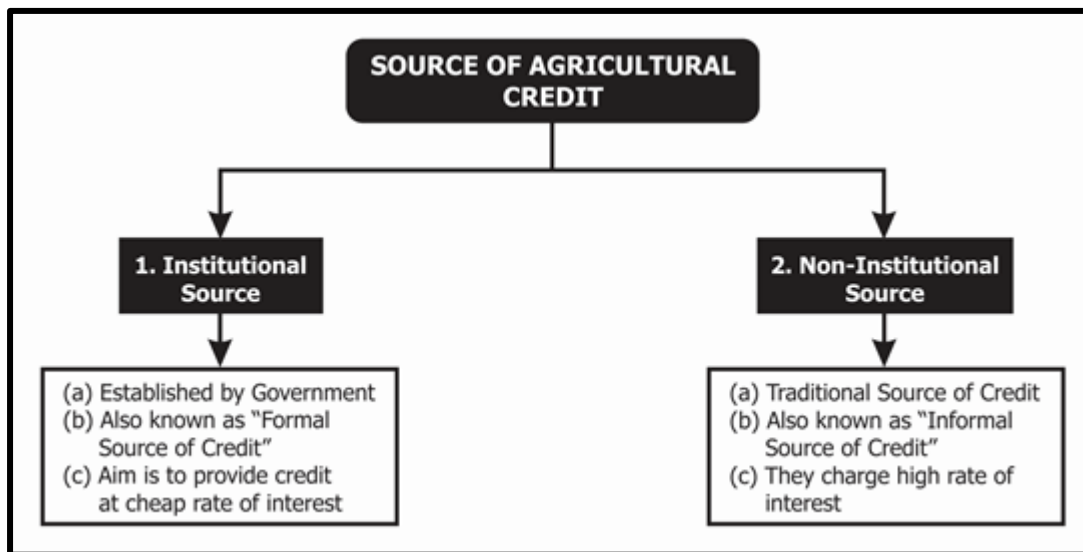 SOURCE OF AGRICULTURAL
CREDIT
1. Institutional
Source
(a) Established by Government
(b) Also known as “Formal
Source of Credit”
(c) Aim is to provide credit
at cheap rate of interest
2. Non-Institutional
Source
(a) Traditional Source of Credit
(b) Also known as “Informal
Source of Credit”
(c) They charge high rate of
interest